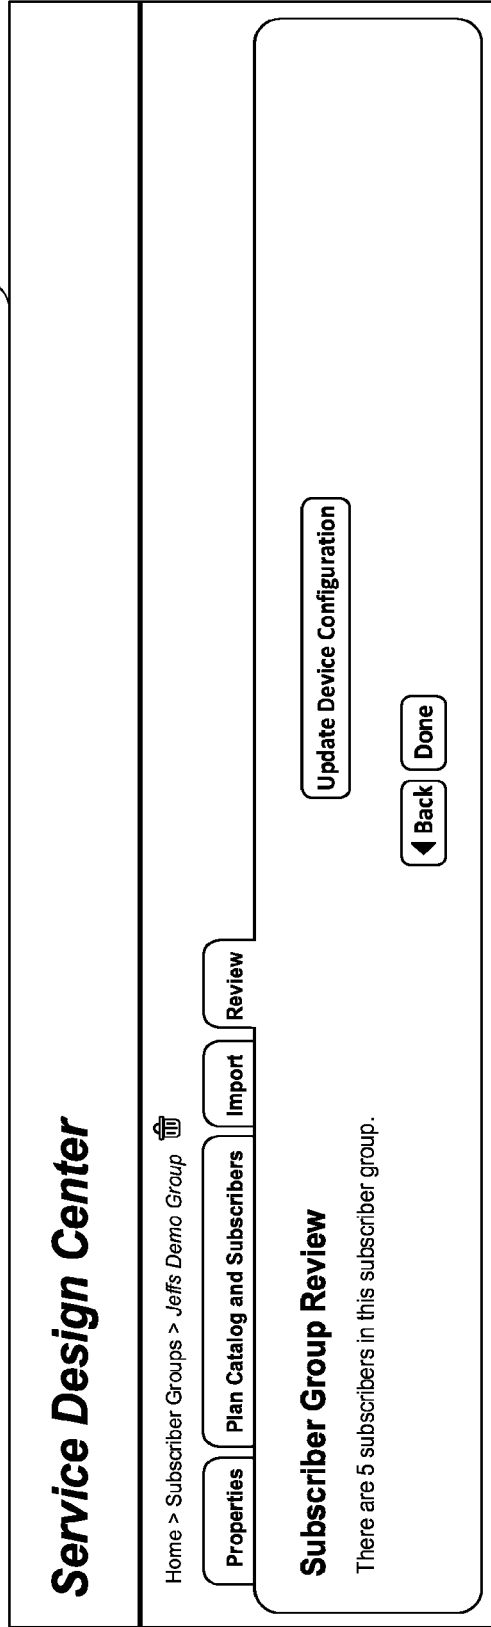 Service Design Center
Home > Subscriber Groups > Jeffs Demo Group
Properties Plan Catalog and Subscribers Import Review
Subscriber Group Review
There are 5 subscribers in this subscriber group.
Update Device Configuration
Back Done